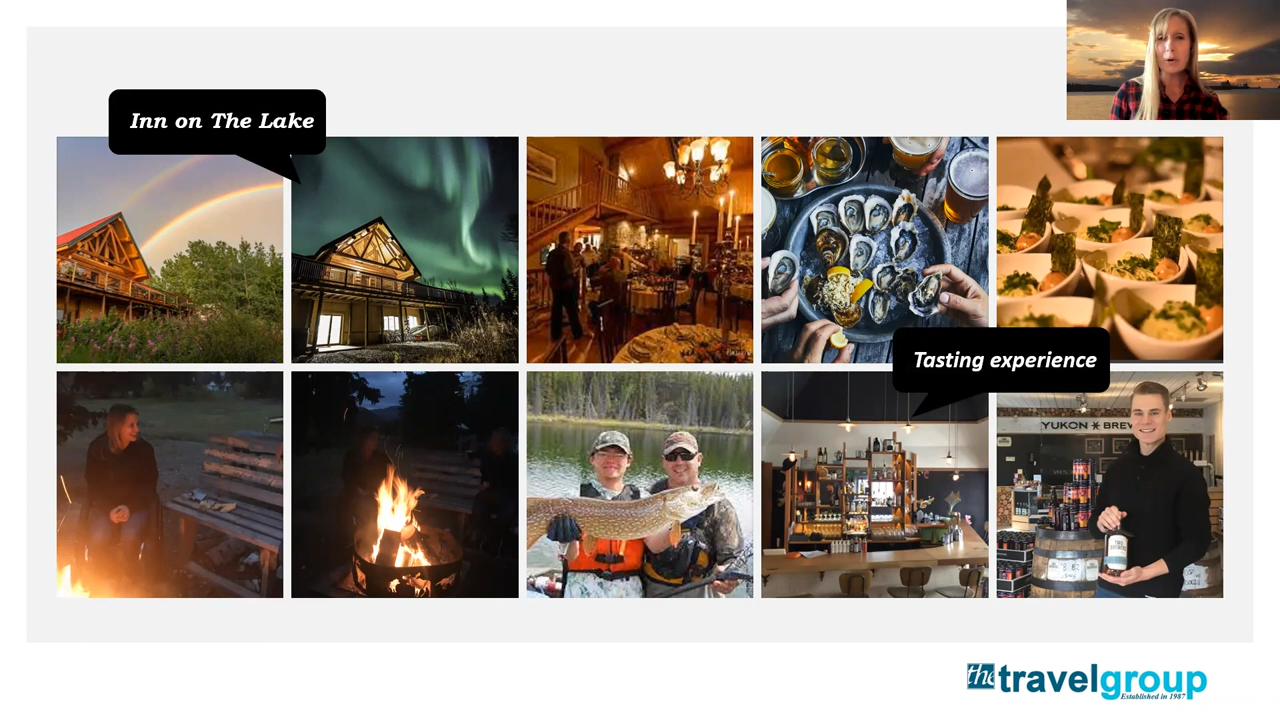 Inn on The Lake
Tasting experience
YUKON BREW
the travelgroup
Established in 1987